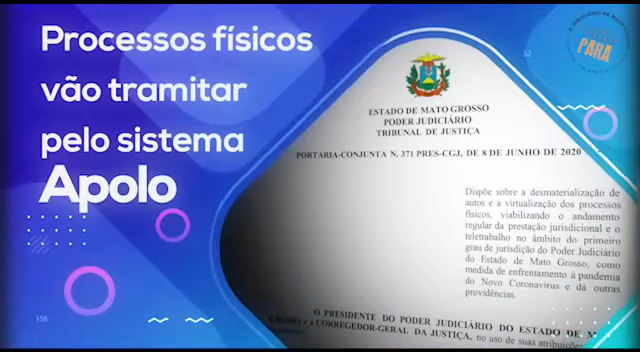 Processos físicos
vão tramitar
pelo sistema
Apolo
PARA
52
ESTADO DE MATO GROSSO
PODER JUDICIÁRIO
TRIBUNAL DE JUSTIÇA
PORTARIA-CONJUNTA N. 371 PRES-CGJ, DE 8 DE JUNHO DE 2020
Dispõe sobre a desmaterialização de
autos e a virtualização dos processos
físicos, viabilizando o andamento
regular da prestação jurisdicional e o
teletrabalho no âmbito do primeiro
grau de jurisdição do Poder Judiciário
do Estado de Mato Grosso, como
medida de enfrentamento à pandemia
do Novo Coronavírus e dá outras
providências.
O PRESIDENTE DO PODER JUDICIÁRIO DO ESTADO DE M
e a CORREGEDOR-GERAL DA JUSTIÇA, no uso de suas atribuições
158